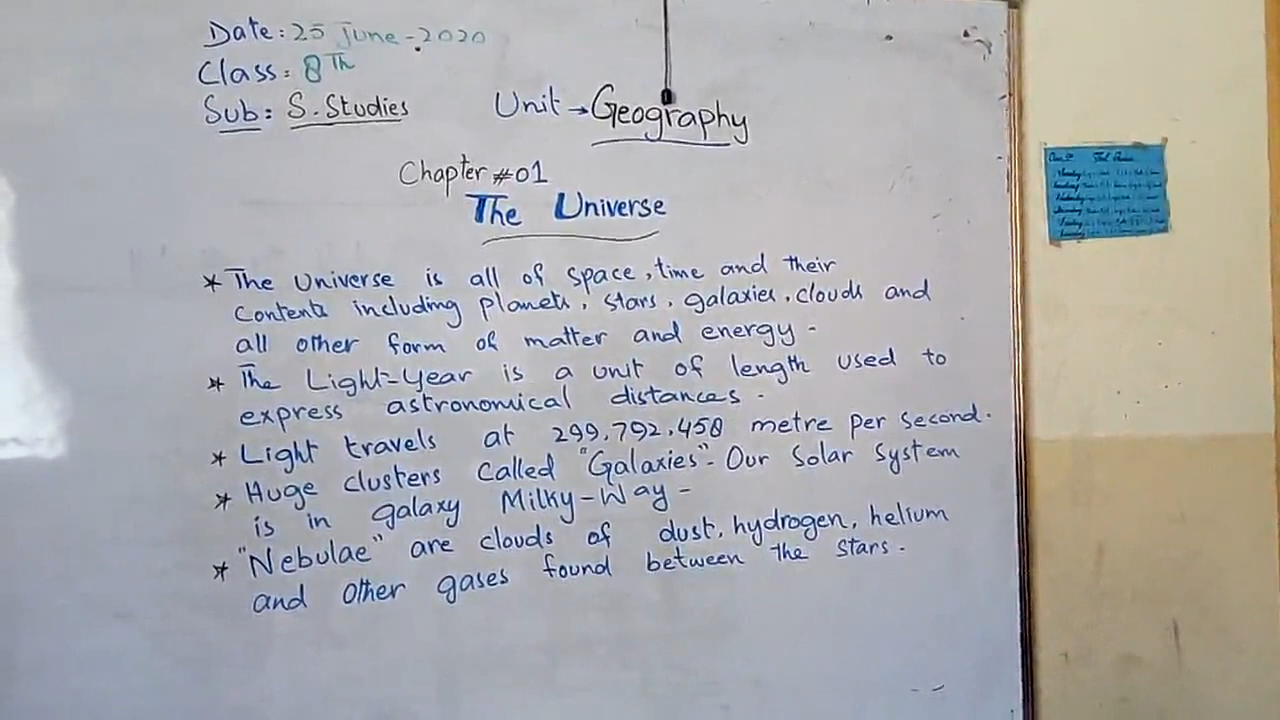 Date: 25 June-2020
Class: 8Th
Sub: S. Studies
Unit → Geography
Chapter #01
The Universe
* The Universe is all of space, time and their
contents including planets, stars, galaxies, clouds and
all other form of matter and energy.
* The Light-Year is a unit of length used to
express astronomical distances.
* Light travels at 299,792,458 metre per second.
* Huge clusters called "Galaxies". Our Solar System
is in galaxy Milky-Way.
* "Nebulae" are clouds of dust, hydrogen, helium
and other gases found between the stars.